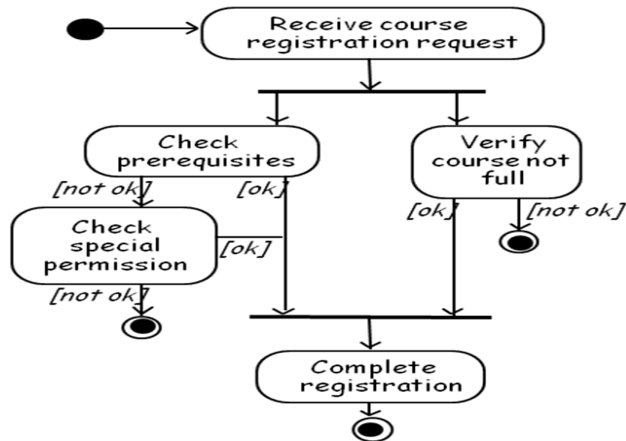 Receive course
registration request
Check
prerequisites
Verify
course not
full
[not ok]
[ok]
[ok]
[not ok]
Check
special
permission
[ok]
[not ok]
Complete
registration